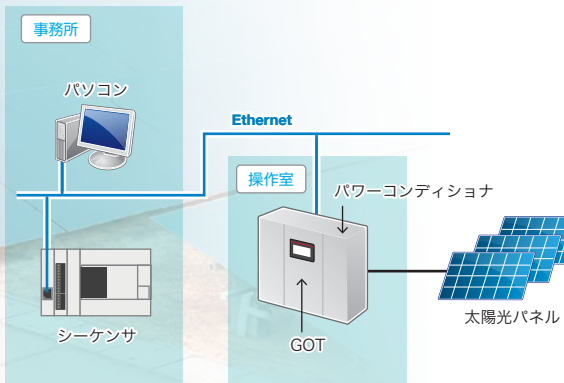 事務所
パソコン
Ethernet
操作室
パワーコンディショナ
シーケンサ
GOT
太陽光パネル